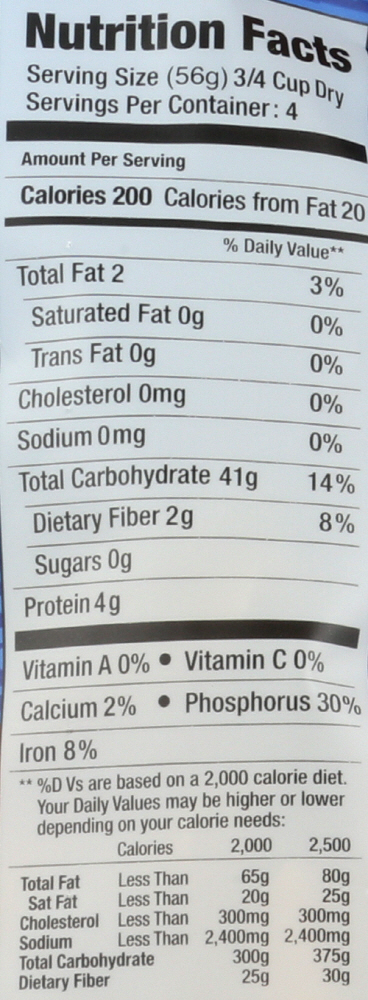 Nutrition Facts
Serving Size (56g) 3/4 Cup Dry
Servings Per Container: 4
Amount Per Serving
Calories 200 Calories from Fat 20
% Daily Value**
Total Fat 2 3%
Saturated Fat 0g 0%
Trans Fat 0g 0%
Cholesterol 0mg 0%
Sodium 0mg 0%
Total Carbohydrate 41g 14%
Dietary Fiber 2g 8%
Sugars 0g
Protein 4g
Vitamin A 0% • Vitamin C 0%
Calcium 2% • Phosphorus 30%
Iron 8%
** %D Vs are based on a 2,000 calorie diet.
Your Daily Values may be higher or lower
depending on your calorie needs:
Calories 2,000 2,500
Total Fat Less Than 65g 80g
Sat Fat Less Than 20g 25g
Cholesterol Less Than 300mg 300mg
Sodium Less Than 2,400mg 2,400mg
Total Carbohydrate 300g 375g
Dietary Fiber 25g 30g